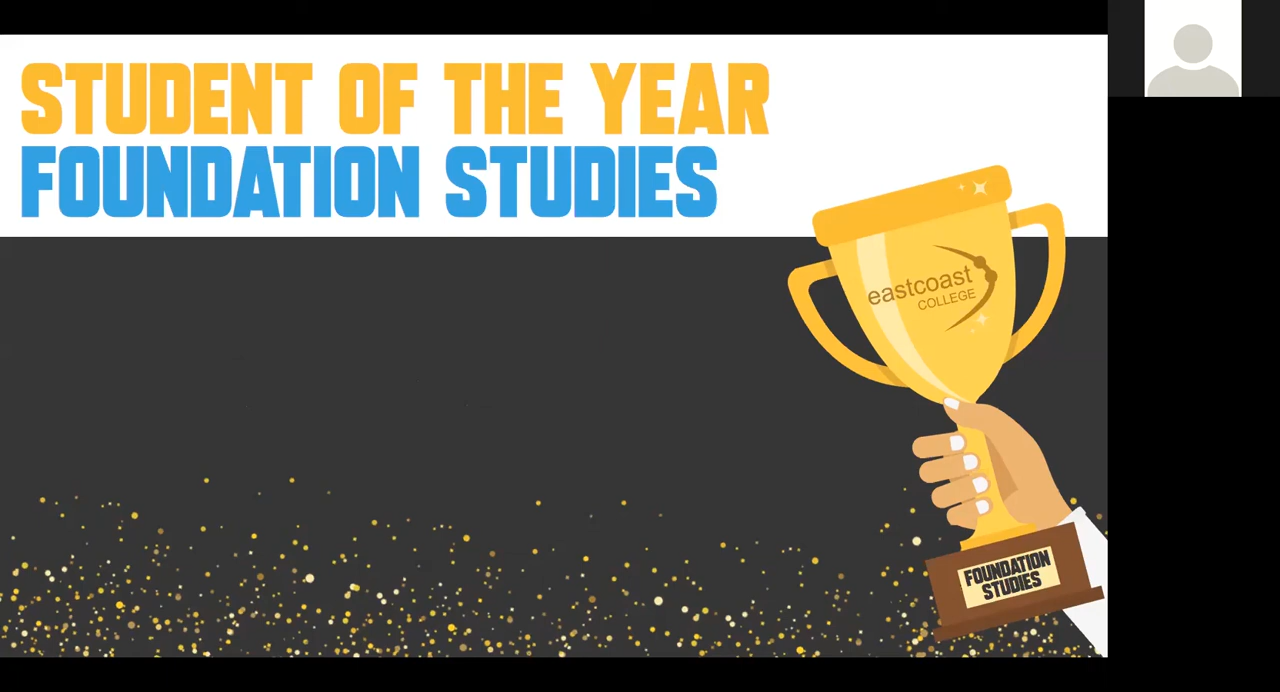 STUDENT OF THE YEAR
FOUNDATION STUDIES
eastcoast
COLLEGE
FOUNDATION
STUDIES